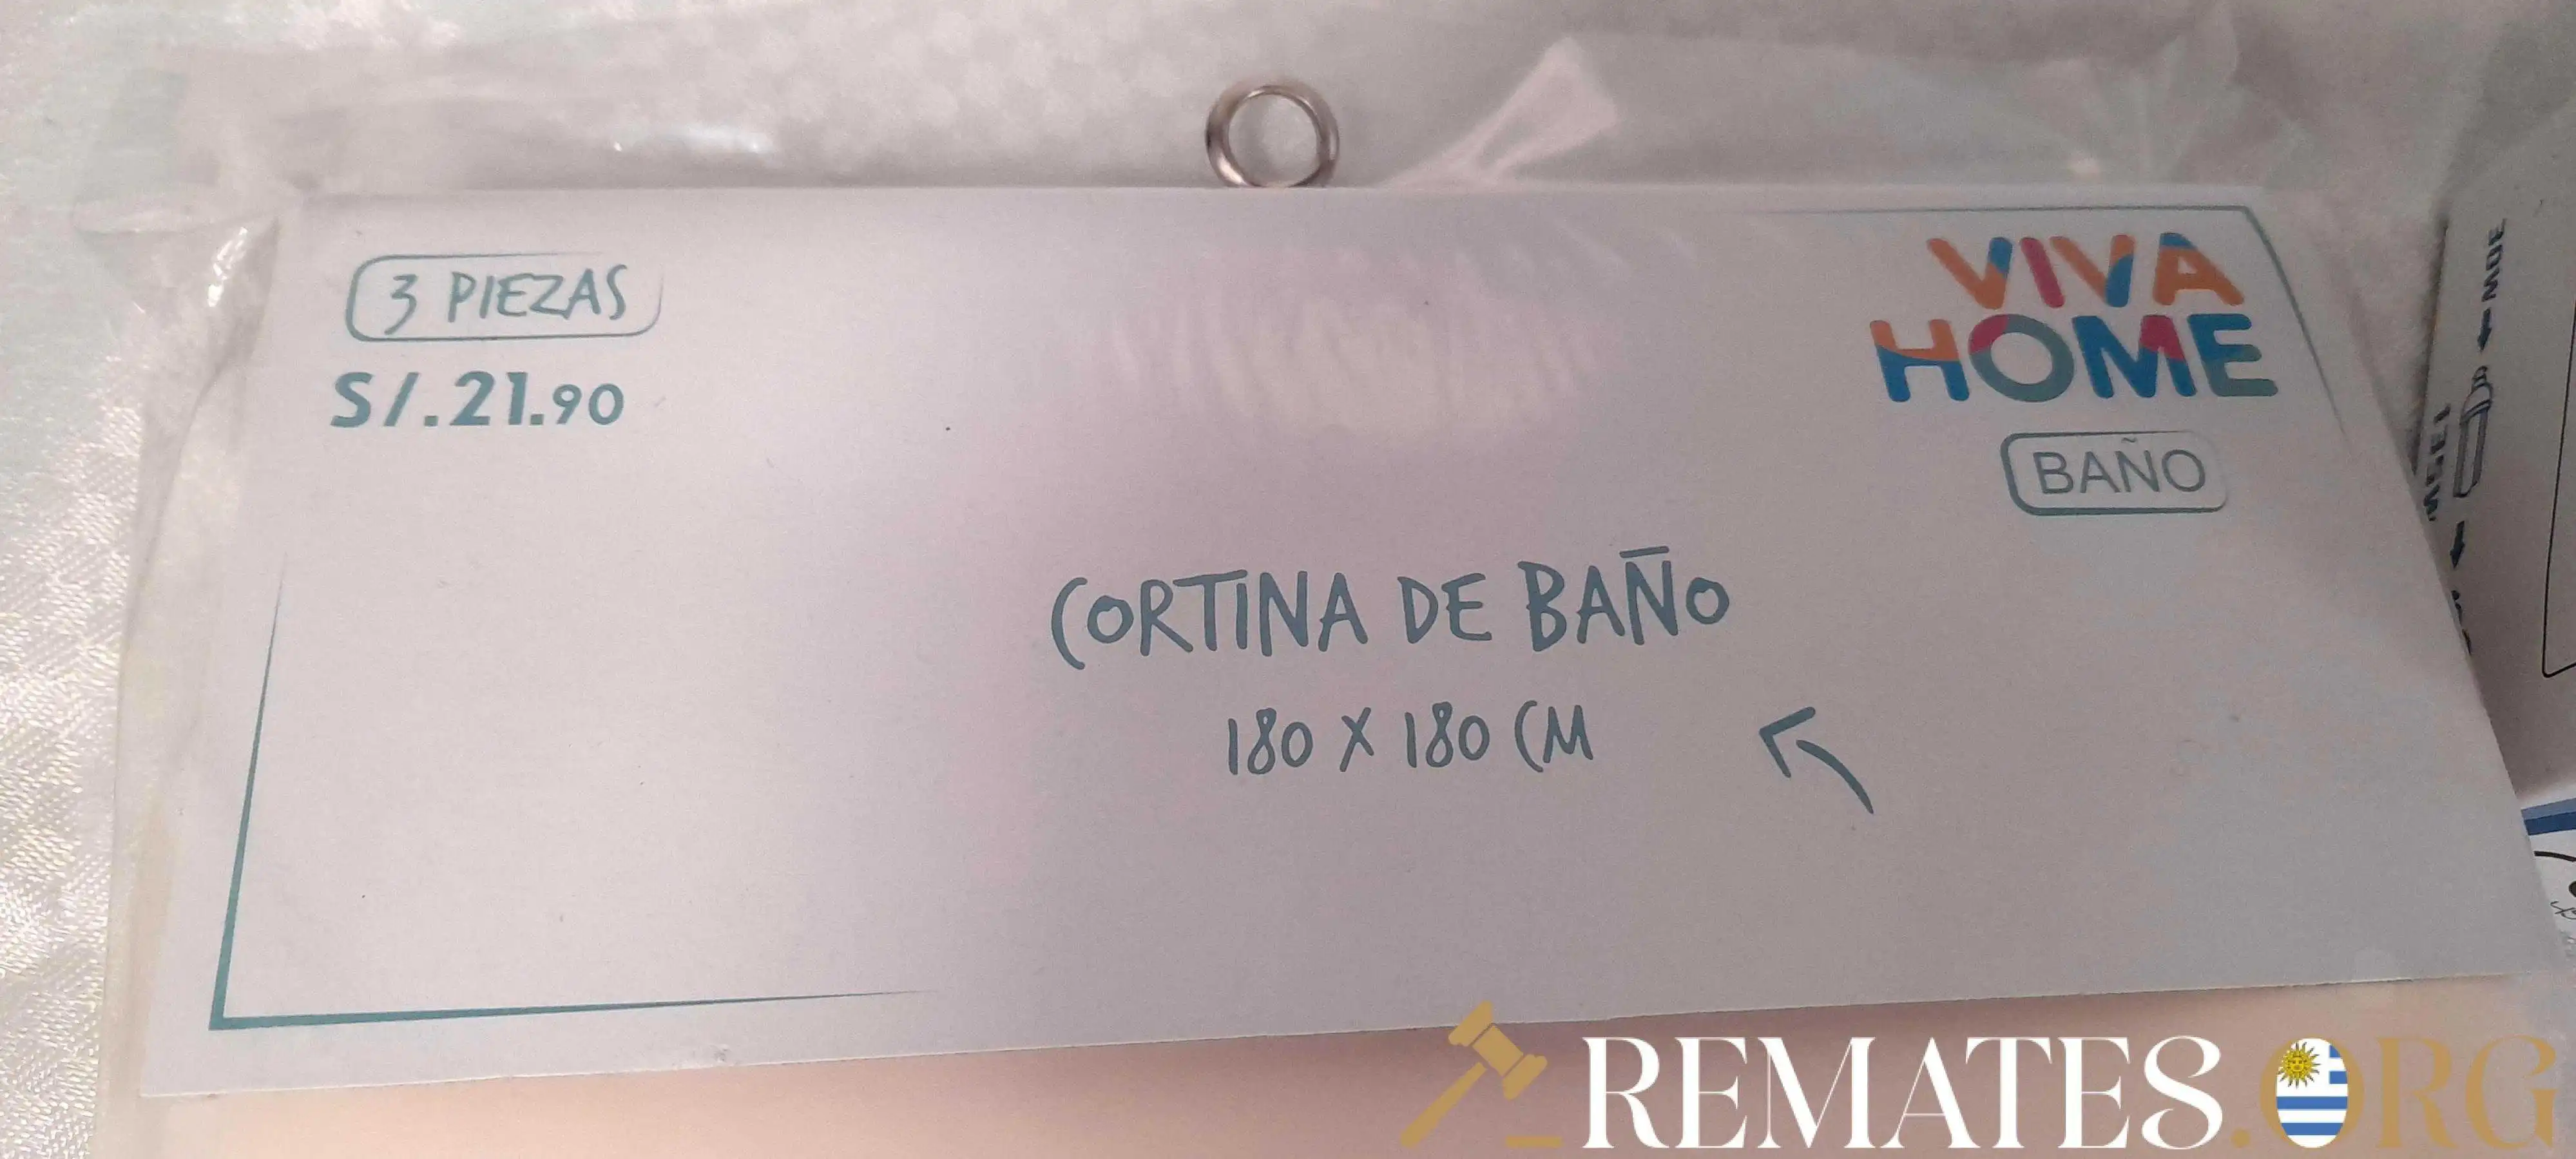 3 PIEZAS
S/.21.90
VIVA
HOME
BAÑO
CORTINA DE BAÑO
180 X 180 CM
REMATES.ORG